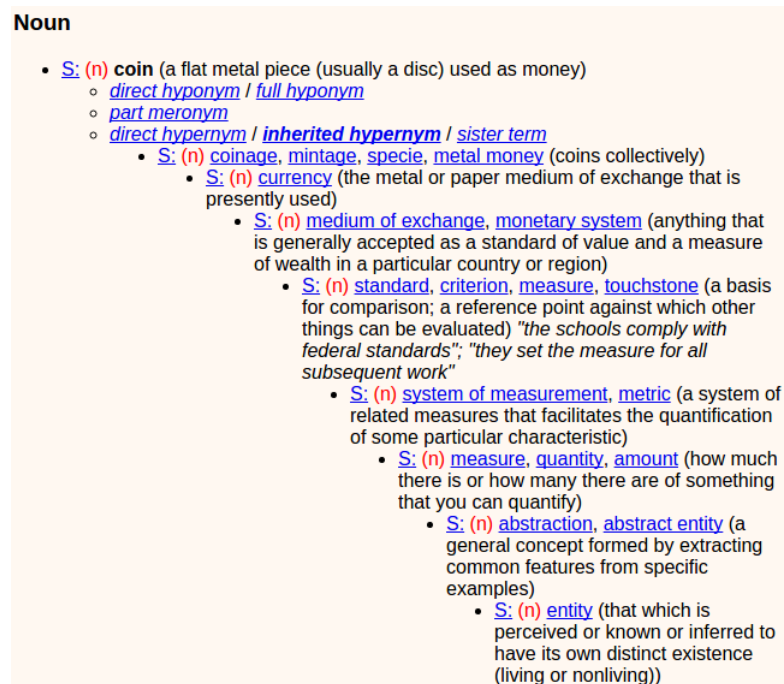 Noun
• S: (n) coin (a flat metal piece (usually a disc) used as money)
○ direct hyponym / full hyponym
○ part meronym
○ direct hypernym / inherited hypernym / sister term
• S: (n) coinage, mintage, specie, metal money (coins collectively)
• S: (n) currency (the metal or paper medium of exchange that is
presently used)
• S: (n) medium of exchange, monetary system (anything that
is generally accepted as a standard of value and a measure
of wealth in a particular country or region)
• S: (n) standard, criterion, measure, touchstone (a basis
for comparison; a reference point against which other
things can be evaluated) "the schools comply with
federal standards"; "they set the measure for all
subsequent work"
• S: (n) system of measurement, metric (a system of
related measures that facilitates the quantification
of some particular characteristic)
• S: (n) measure, quantity, amount (how much
there is or how many there are of something
that you can quantify)
• S: (n) abstraction, abstract entity (a
general concept formed by extracting
common features from specific
examples)
• S: (n) entity (that which is
perceived or known or inferred to
have its own distinct existence
(living or nonliving))